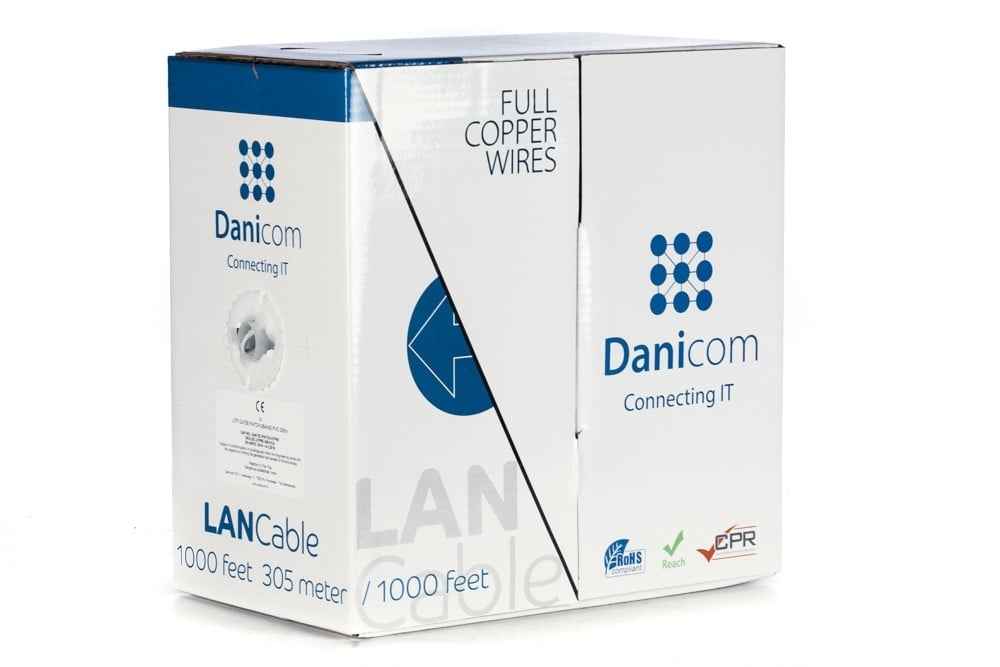 Danicom
Connecting IT
CE
LANCable
1000 feet 305 meter / 1000 feet
FULL
COPPER
WIRES
LAN
Cable
Danicom
Connecting IT
RoHS
compliant
Reach
CPR